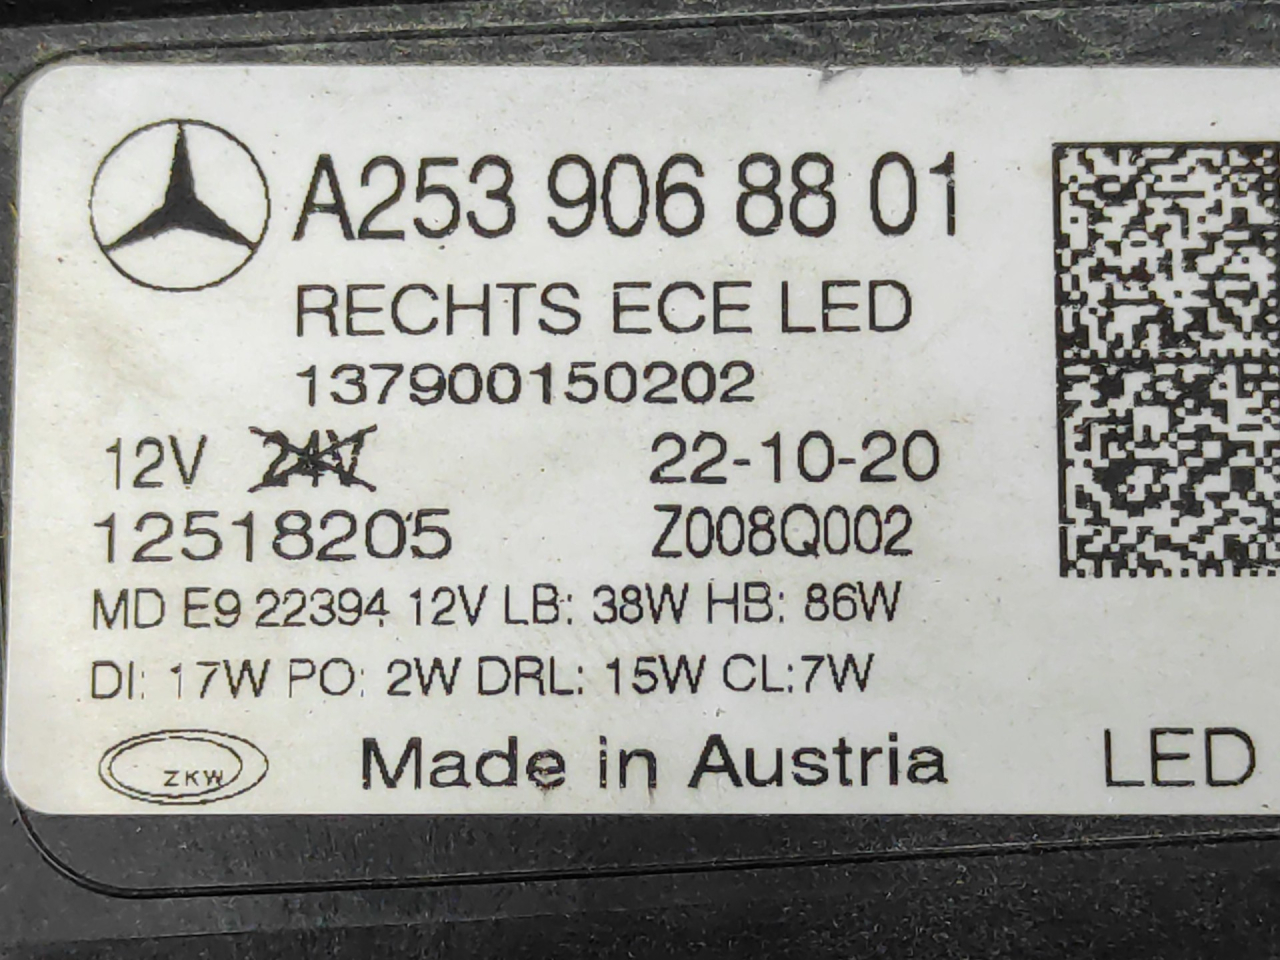 A253 906 88 01
RECHTS ECE LED
137900150202
12V 24V 22-10-20
12518205 Z008Q002
MD E9 22394 12V LB: 38W HB: 86W
DI: 17W PO: 2W DRL: 15W CL:7W
ZKW Made in Austria LED